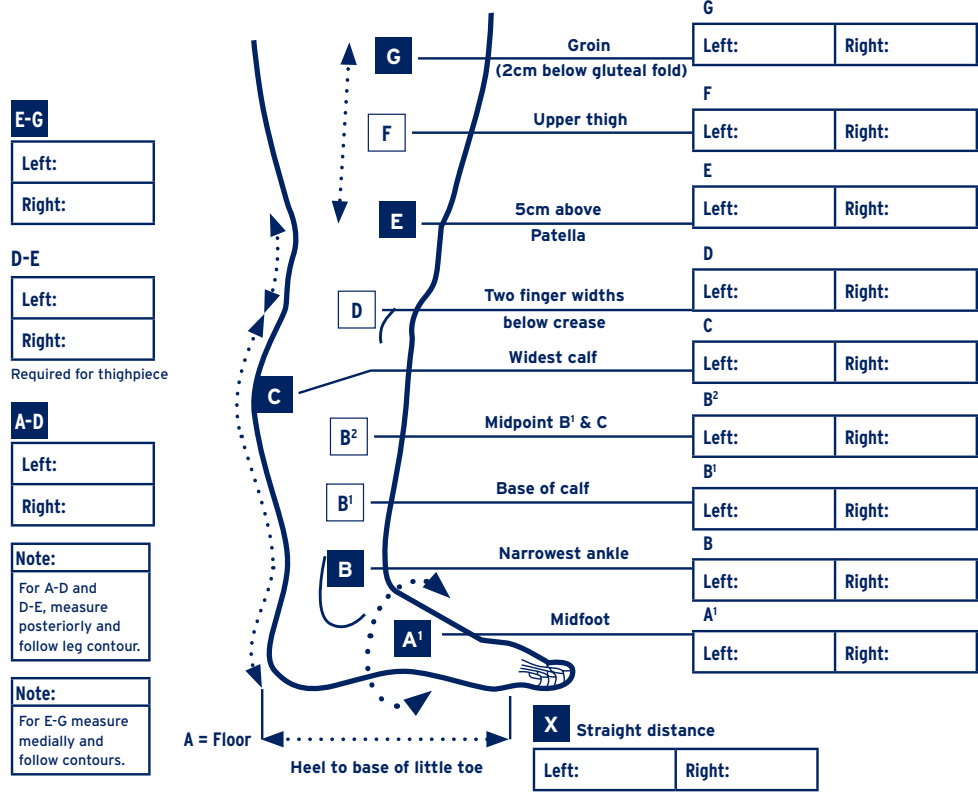 E-G
Left:
Right:
D-E
Left:
Right:
Required for thighpiece
A-D
Left:
Right:
Note:
For A-D and
D-E, measure
posteriorly and
follow leg contour.
Note:
For E-G measure
medially and
follow contours.
G
Groin
(2cm below gluteal fold)
F
Upper thigh
E
5cm above
Patella
D
Two finger widths
below crease
C
Widest calf
B²
Midpoint B¹ & C
B¹
Base of calf
B
Narrowest ankle
A¹
Midfoot
A = Floor
Heel to base of little toe
G
Left: Right:
F
Left: Right:
E
Left: Right:
D
Left: Right:
C
Left: Right:
B²
Left: Right:
B¹
Left: Right:
B
Left: Right:
A¹
Left: Right:
X Straight distance
Left: Right: